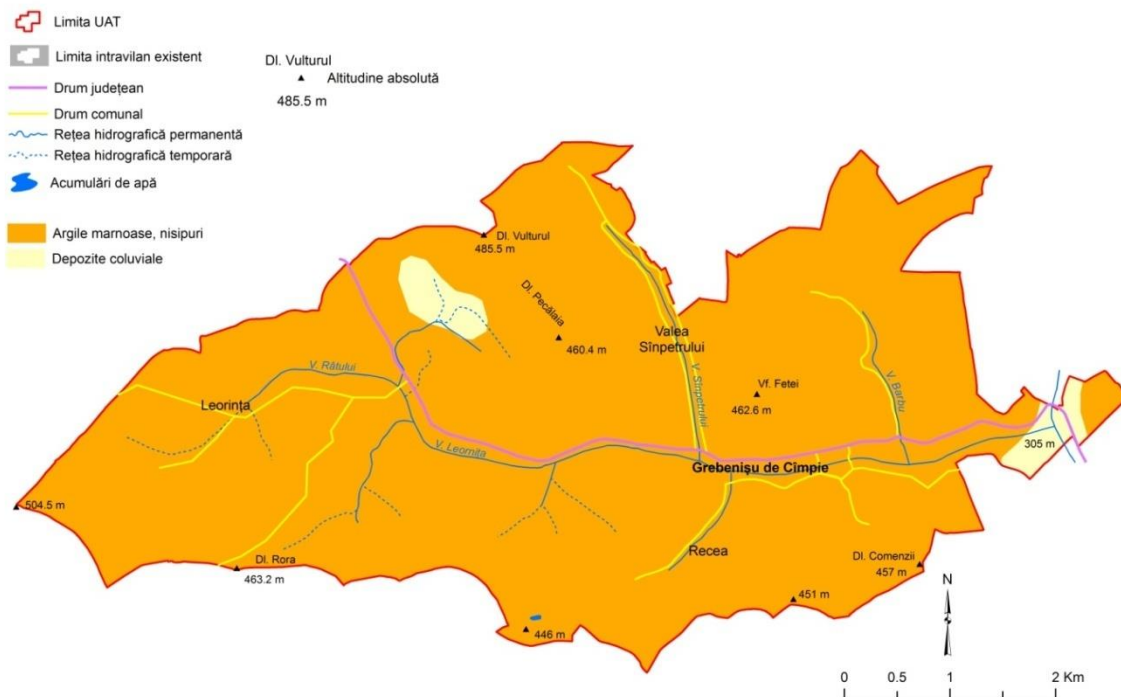 Limita UAT
Limita intravilan existent
Drum județean
Drum comunal
Rețea hidrografică permanentă
Rețea hidrografică temporară
Acumulări de apă
Argile marnoase, nisipuri
Depozite coluviale
Dl. Vulturul
Altitudine absolută
485.5 m
Dl. Vulturul
485.5 m
Dl. Pecălaia
460.4 m
Valea
Sînpetrului
V. Sînpetrului
Vf. Fetei
462.6 m
V. Barbu
V. Rătului
Leorința
V. Leornița
Grebenișu de Cîmpie
305 m
504.5 m
Dl. Rora
463.2 m
Recea
Dl. Comenzii
457 m
451 m
446 m
N
0 0.5 1 2 Km